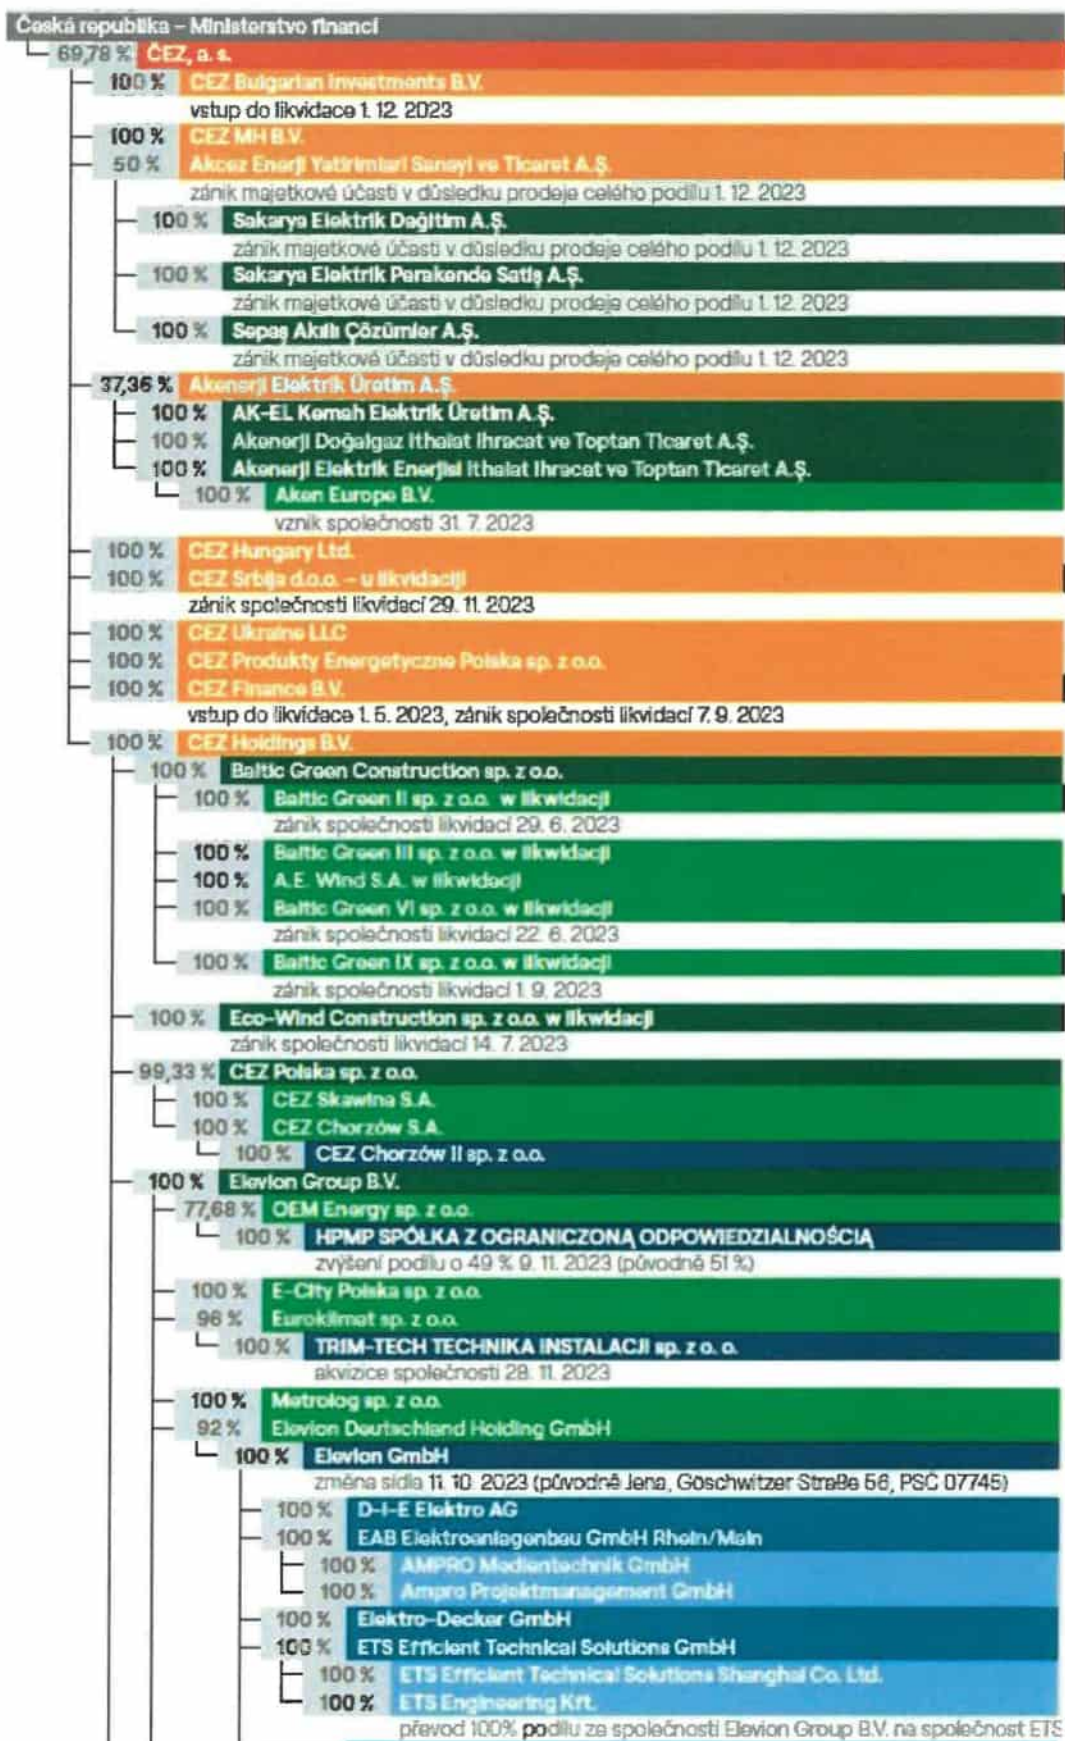 Česká republika – Ministerstvo financí
69,78 % ČEZ, a. s.
100 % CEZ Bulgarian Investments B.V.
vstup do likvidace 1. 12. 2023
100 % CEZ MH B.V.
50 % Akcez Enerji Yatirimlari Sanayi ve Ticaret A.Ş.
zánik majetkové účasti v důsledku prodeje celého podílu 1. 12. 2023
100 % Sakarya Elektrik Dağitim A.Ş.
zánik majetkové účasti v důsledku prodeje celého podílu 1. 12. 2023
100 % Sakarya Elektrik Perakende Satiş A.Ş.
zánik majetkové účasti v důsledku prodeje celého podílu 1. 12. 2023
100 % Sepaş Akıllı Çözümler A.Ş.
zánik majetkové účasti v důsledku prodeje celého podílu 1. 12. 2023
37,36 % Akenerji Elektrik Üretim A.Ş.
100 % AK-EL Kemah Elektrik Üretim A.Ş.
100 % Akenerji Doğalgaz Ithalat Ihracat ve Toptan Ticaret A.Ş.
100 % Akenerji Elektrik Enerjisi Ithalat Ihracat ve Toptan Ticaret A.Ş.
100 % Aken Europe B.V.
vznik společnosti 31. 7. 2023
100 % CEZ Hungary Ltd.
100 % CEZ Srbija d.o.o. – u likvidaciji
zánik společnosti likvidací 29. 11. 2023
100 % CEZ Ukraine LLC
100 % CEZ Produkty Energetyczne Polska sp. z o.o.
100 % CEZ Finance B.V.
vstup do likvidace 1. 5. 2023, zánik společnosti likvidací 7. 9. 2023
100 % CEZ Holdings B.V.
100 % Baltic Green Construction sp. z o.o.
100 % Baltic Green II sp. z o.o. w likwidacji
zánik společnosti likvidací 29. 6. 2023
100 % Baltic Green III sp. z o.o. w likwidacji
100 % A.E. Wind S.A. w likwidacji
100 % Baltic Green VI sp. z o.o. w likwidacji
zánik společnosti likvidací 22. 6. 2023
100 % Baltic Green IX sp. z o.o. w likwidacji
zánik společnosti likvidací 1. 9. 2023
100 % Eco-Wind Construction sp. z o.o. w likwidacji
zánik společnosti likvidací 14. 7. 2023
99,33 % CEZ Polska sp. z o.o.
100 % CEZ Skawina S.A.
100 % CEZ Chorzów S.A.
100 % CEZ Chorzów II sp. z o.o.
100 % Elevion Group B.V.
77,68 % OEM Energy sp. z o.o.
100 % HPMP SPÓLKA Z OGRANICZONĄ ODPOWIEDZIALNOŚCIĄ
zvýšení podílu o 49 % 9. 11. 2023 (původně 51 %)
100 % E-City Polska sp. z o.o.
96 % Euroklimat sp. z o.o.
100 % TRIM-TECH TECHNIKA INSTALACJI sp. z o. o.
akvizice společnosti 28. 11. 2023
100 % Metrolog sp. z o.o.
92 % Elevion Deutschland Holding GmbH
100 % Elevion GmbH
změna sídla 11. 10. 2023 (původně Jena, Göschwitzer Straße 56, PSČ 07745)
100 % D-I-E Elektro AG
100 % EAB Elektroanlagenbau GmbH Rhein/Main
100 % AMPRO Medientechnik GmbH
100 % Ampro Projektmanagement GmbH
100 % Elektro-Decker GmbH
100 % ETS Efficient Technical Solutions GmbH
100 % ETS Efficient Technical Solutions Shanghai Co. Ltd.
100 % ETS Engineering Kft.
převod 100% podílu ze společnosti Elevion Group B.V. na společnost ETS